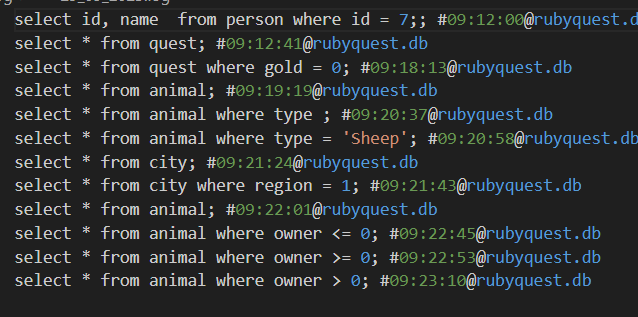 select id, name  from person where id = 7;; #09:12:00@rubyquest.db
select * from quest; #09:12:41@rubyquest.db
select * from quest where gold = 0; #09:18:13@rubyquest.db
select * from animal; #09:19:19@rubyquest.db
select * from animal where type ; #09:20:37@rubyquest.db
select * from animal where type = 'Sheep'; #09:20:58@rubyquest.db
select * from city; #09:21:24@rubyquest.db
select * from city where region = 1; #09:21:43@rubyquest.db
select * from animal; #09:22:01@rubyquest.db
select * from animal where owner <= 0; #09:22:45@rubyquest.db
select * from animal where owner >= 0; #09:22:53@rubyquest.db
select * from animal where owner > 0; #09:23:10@rubyquest.db